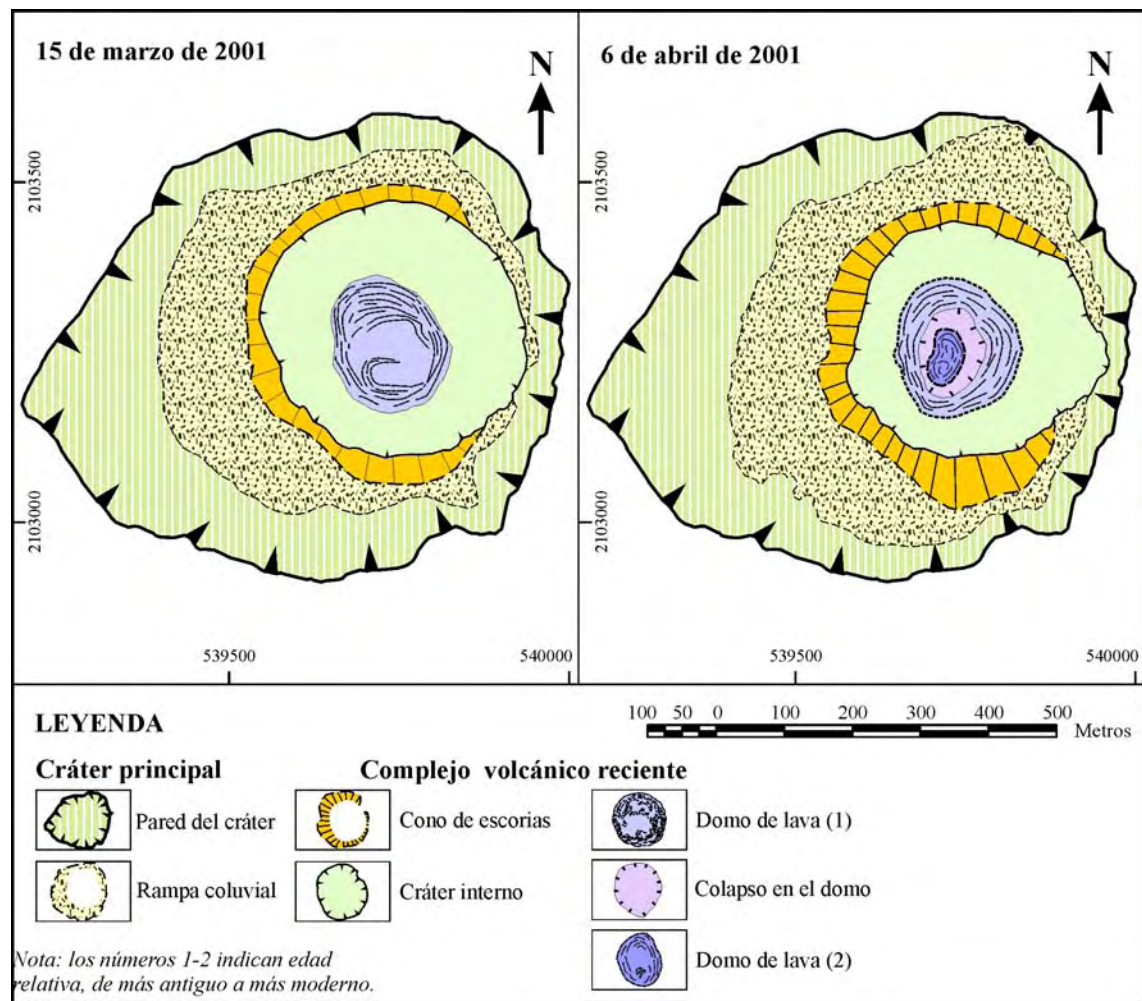 15 de marzo de 2001
N
2103500
2103000
539500
540000
6 de abril de 2001
N
2103500
2103000
539500
540000
LEYENDA
100 50 0 100 200 300 400 500
Metros
Cráter principal
Pared del cráter
Rampa coluvial
Complejo volcánico reciente
Cono de escorias
Cráter interno
Domo de lava (1)
Colapso en el domo
Domo de lava (2)
Nota: los números 1-2 indican edad
relativa, de más antiguo a más moderno.